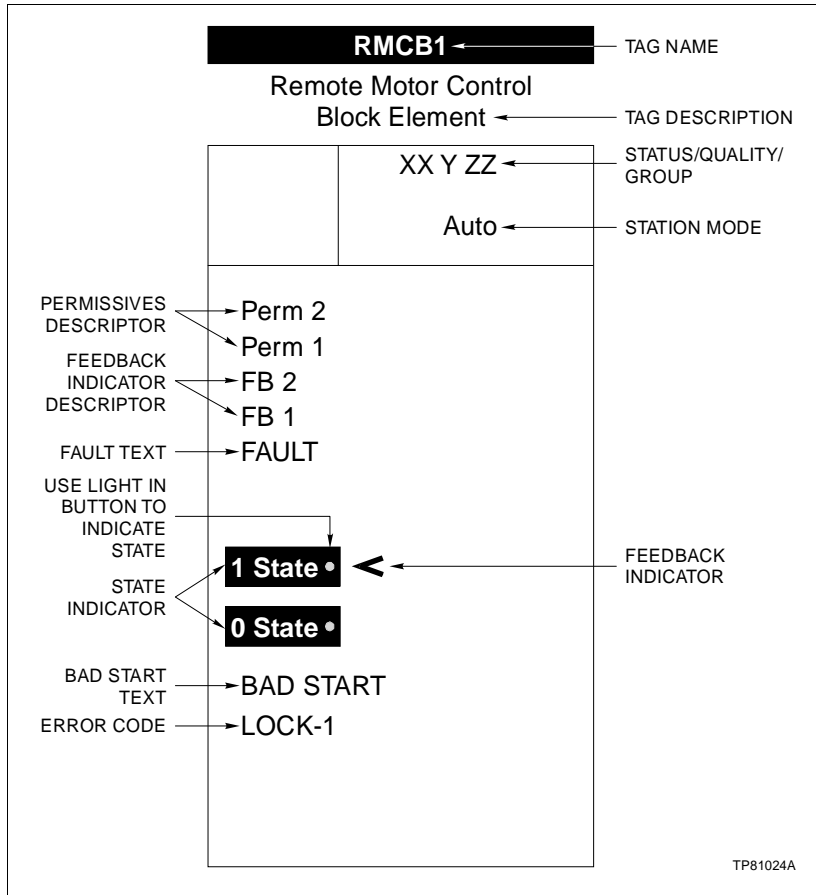 RMCB1
TAG NAME
Remote Motor Control
Block Element
TAG DESCRIPTION
XX Y ZZ
STATUS/QUALITY/
GROUP
Auto
STATION MODE
PERMISSIVES
DESCRIPTOR
Perm 2
Perm 1
FEEDBACK
INDICATOR
DESCRIPTOR
FB 2
FB 1
FAULT TEXT
FAULT
USE LIGHT IN
BUTTON TO
INDICATE
STATE
STATE
INDICATOR
1 State
<
FEEDBACK
INDICATOR
0 State
BAD START
TEXT
BAD START
ERROR CODE
LOCK-1
TP81024A